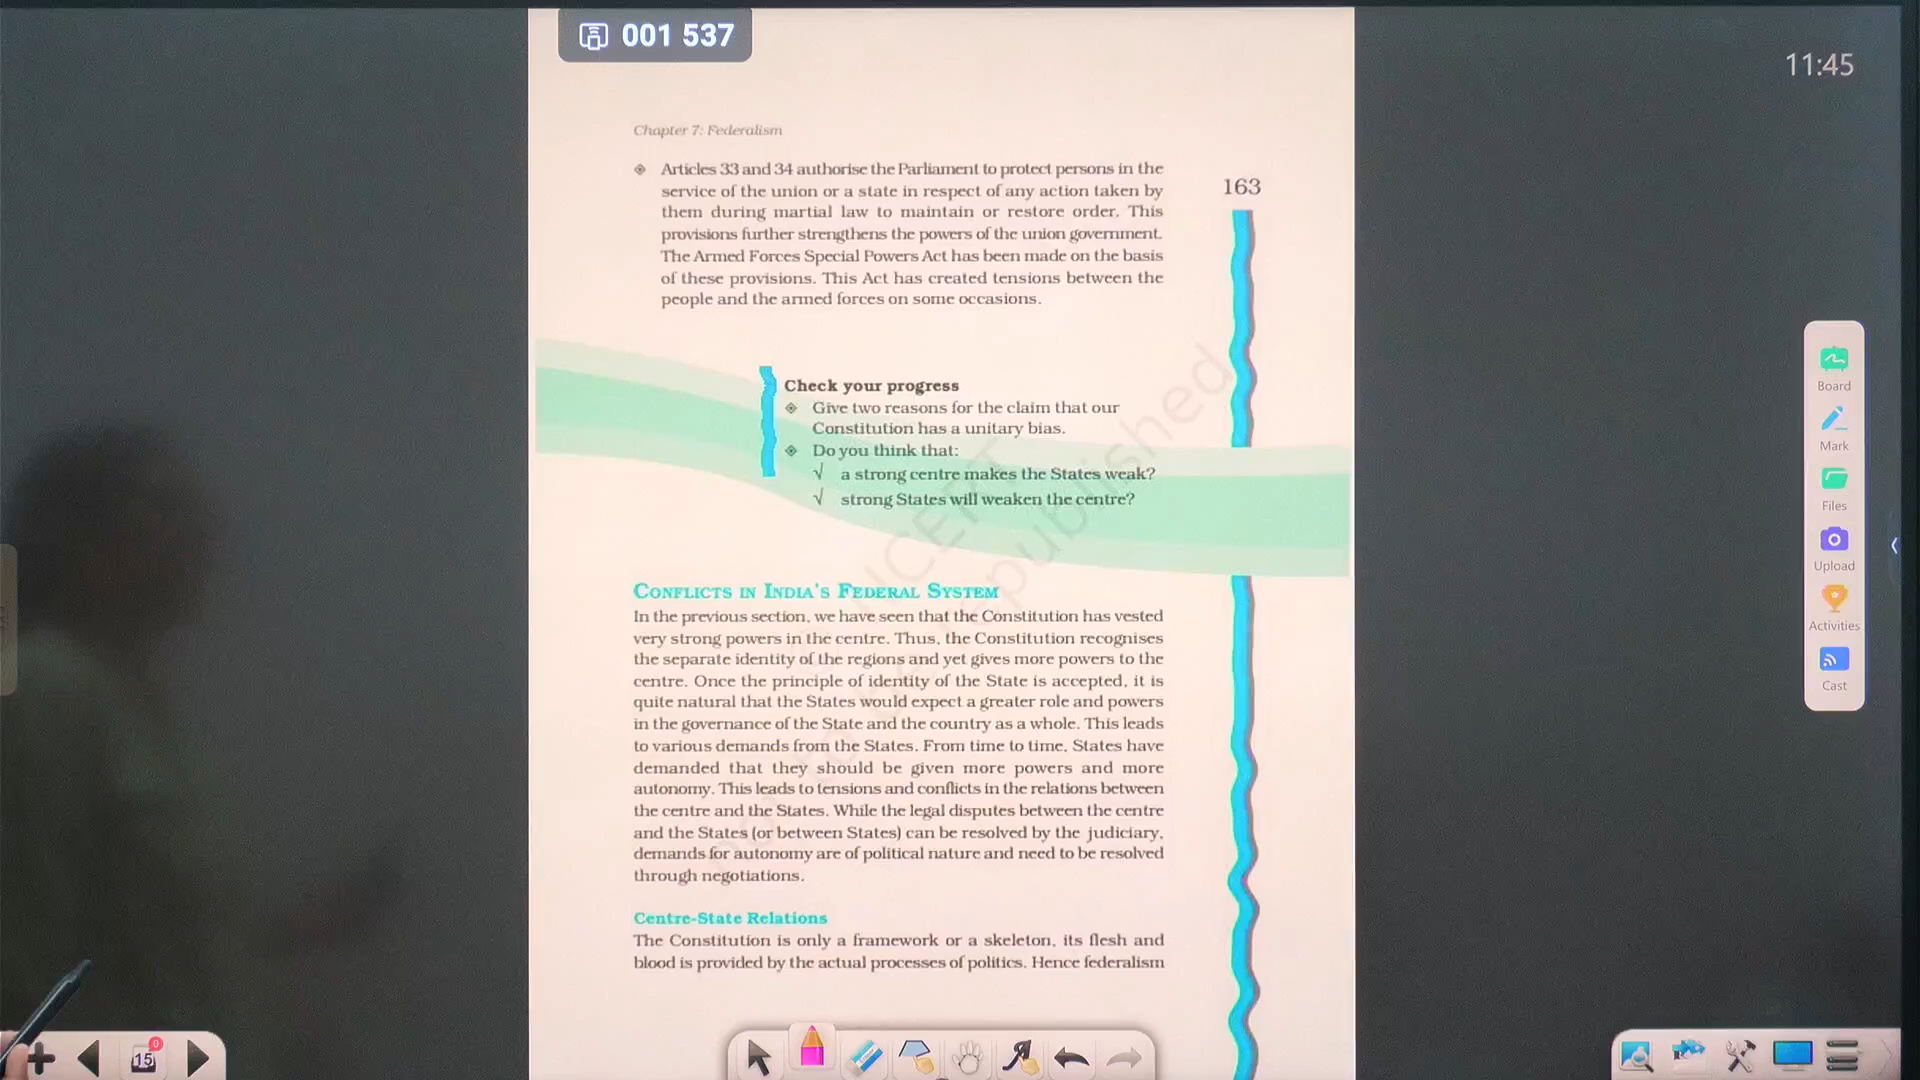 001 537
11:45
Chapter 7: Federalism
163
Articles 33 and 34 authorise the Parliament to protect persons in the
service of the union or a state in respect of any action taken by
them during martial law to maintain or restore order. This
provisions further strengthens the powers of the union government.
The Armed Forces Special Powers Act has been made on the basis
of these provisions. This Act has created tensions between the
people and the armed forces on some occasions.
Check your progress
Give two reasons for the claim that our
Constitution has a unitary bias.
Do you think that:
√ a strong centre makes the States weak?
√ strong States will weaken the centre?
CONFLICTS IN INDIA'S FEDERAL SYSTEM
In the previous section, we have seen that the Constitution has vested
very strong powers in the centre. Thus, the Constitution recognises
the separate identity of the regions and yet gives more powers to the
centre. Once the principle of identity of the State is accepted, it is
quite natural that the States would expect a greater role and powers
in the governance of the State and the country as a whole. This leads
to various demands from the States. From time to time, States have
demanded that they should be given more powers and more
autonomy. This leads to tensions and conflicts in the relations between
the centre and the States. While the legal disputes between the centre
and the States (or between States) can be resolved by the judiciary,
demands for autonomy are of political nature and need to be resolved
through negotiations.
Centre-State Relations
The Constitution is only a framework or a skeleton, its flesh and
blood is provided by the actual processes of politics. Hence federalism
Board
Mark
Files
Upload
Activities
Cast
15
0